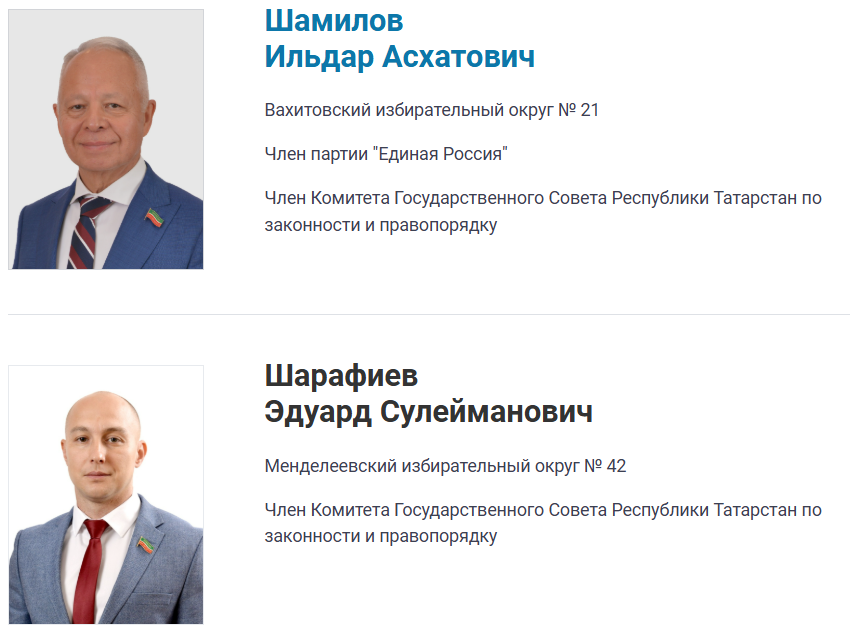 Шамилов
Ильдар Асхатович
Вахитовский избирательный округ № 21
Член партии "Единая Россия"
Член Комитета Государственного Совета Республики Татарстан по
законности и правопорядку
Шарафиев
Эдуард Сулейманович
Менделеевский избирательный округ № 42
Член Комитета Государственного Совета Республики Татарстан по
законности и правопорядку